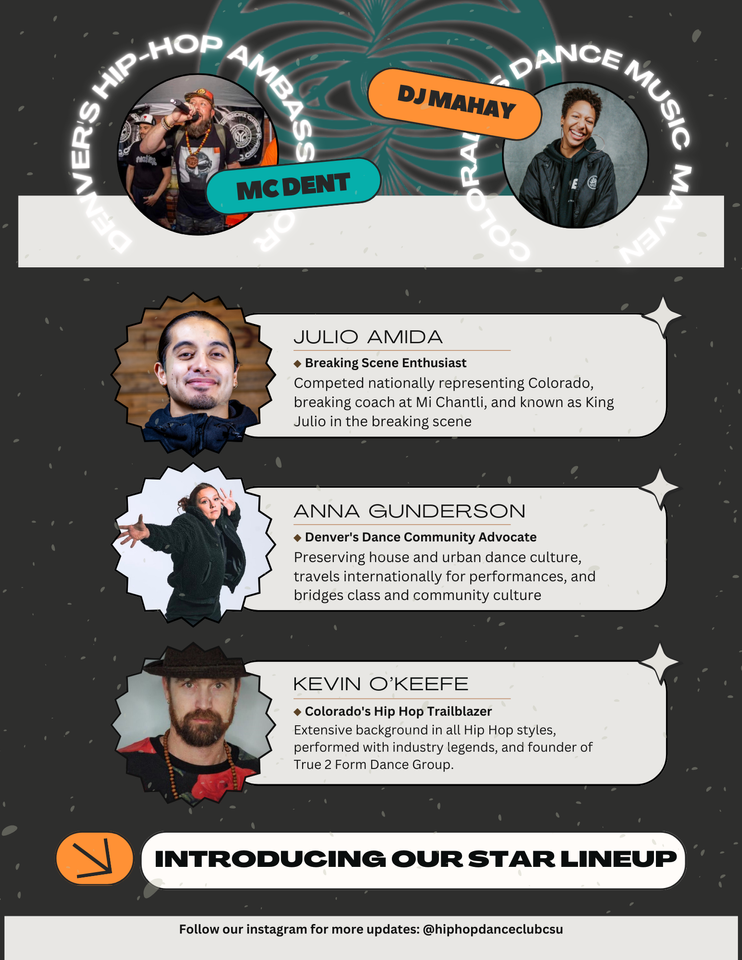 DENVER'S HIP-HOP AMBASSADOR
MC DENT
COLORADO'S DANCE MUSIC MAVEN
DJ MAHAY
JULIO AMIDA
◆ Breaking Scene Enthusiast
Competed nationally representing Colorado,
breaking coach at Mi Chantli, and known as King
Julio in the breaking scene
ANNA GUNDERSON
◆ Denver's Dance Community Advocate
Preserving house and urban dance culture,
travels internationally for performances, and
bridges class and community culture
KEVIN O'KEEFE
◆ Colorado's Hip Hop Trailblazer
Extensive background in all Hip Hop styles,
performed with industry legends, and founder of
True 2 Form Dance Group.
INTRODUCING OUR STAR LINEUP
Follow our instagram for more updates: @hiphopdanceclubcsu